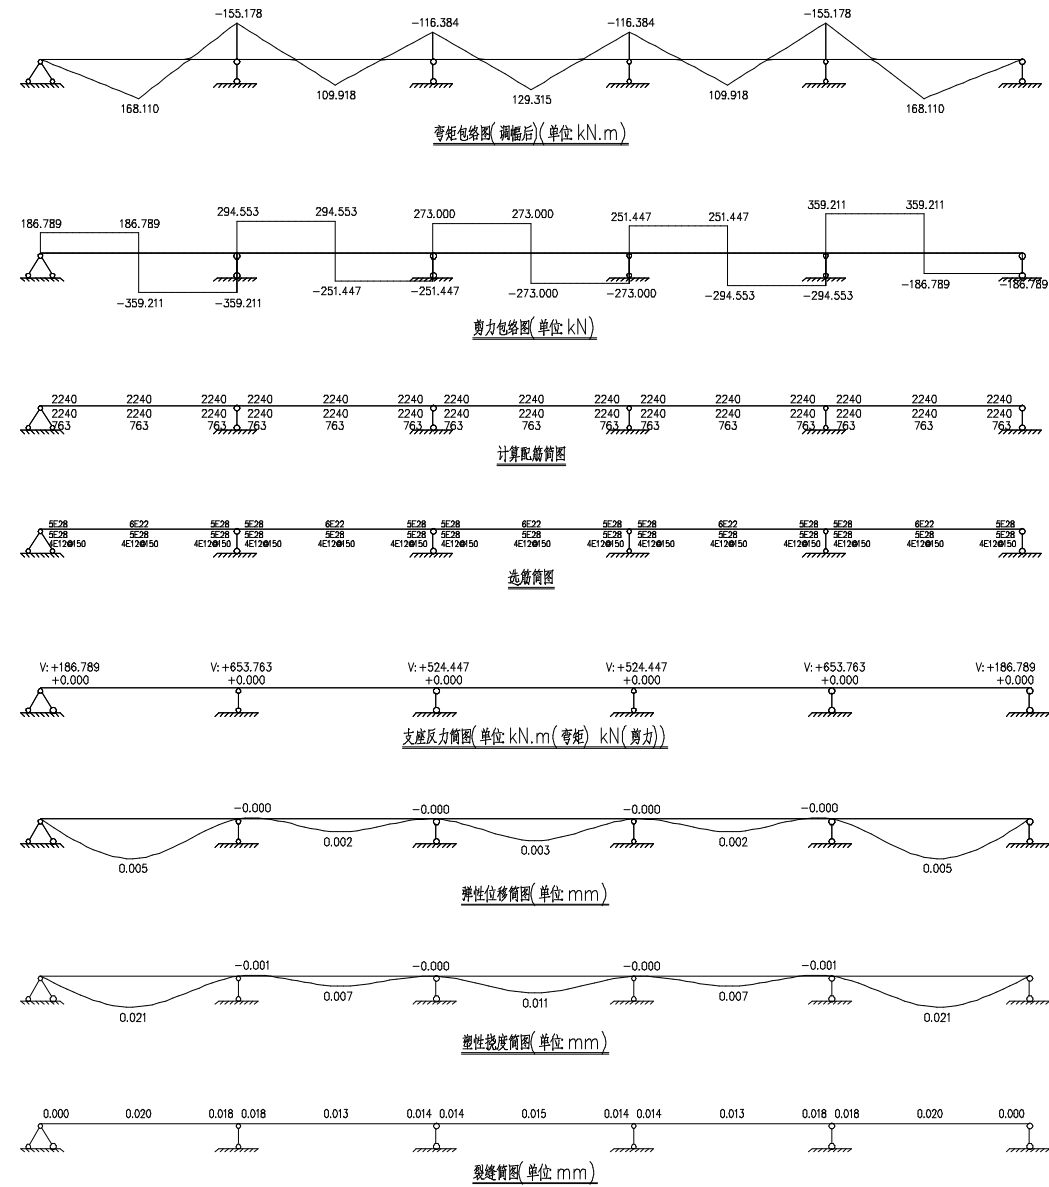 -155.178 -116.384 -116.384 -155.178
168.110 109.918 129.315 109.918 168.110
弯矩包络图(调幅后)(单位:kN.m)
186.789 186.789 294.553 294.553 273.000 273.000 251.447 251.447 359.211 359.211
-359.211 -359.211 -251.447 -251.447 -273.000 -273.000 -294.553 -294.553 -186.789 -186.789
剪力包络图(单位:kN)
2240 2240 2240 2240 2240 2240 2240 2240 2240 2240 2240 2240 2240 2240 2240
2240 2240 2240 2240 2240 2240 2240 2240 2240 2240 2240 2240 2240 2240 2240
763 763 763 763 763 763 763 763 763 763 763 763 763 763 763
计算配筋简图
5E28 6E22 5E28 5E28 6E22 5E28 5E28 6E22 5E28 5E28 6E22 5E28 5E28 6E22 5E28
5E28 5E28 5E28 5E28 5E28 5E28 5E28 5E28 5E28 5E28 5E28 5E28 5E28 5E28 5E28
4E12@150 4E12@150 4E12@150 4E12@150 4E12@150 4E12@150 4E12@150 4E12@150 4E12@150 4E12@150 4E12@150 4E12@150 4E12@150 4E12@150 4E12@150
选筋简图
V:+186.789 V:+653.763 V:+524.447 V:+524.447 V:+653.763 V:+186.789
+0.000 +0.000 +0.000 +0.000 +0.000 +0.000
支座反力简图(单位:kN.m(弯矩) kN(剪力))
-0.000 -0.000 -0.000 -0.000
0.005 0.002 0.003 0.002 0.005
弹性位移简图(单位:mm)
-0.001 -0.000 -0.000 -0.001
0.021 0.007 0.011 0.007 0.021
塑性挠度简图(单位:mm)
0.000 0.020 0.018 0.018 0.013 0.014 0.014 0.015 0.014 0.014 0.013 0.018 0.018 0.020 0.000
裂缝简图(单位:mm)